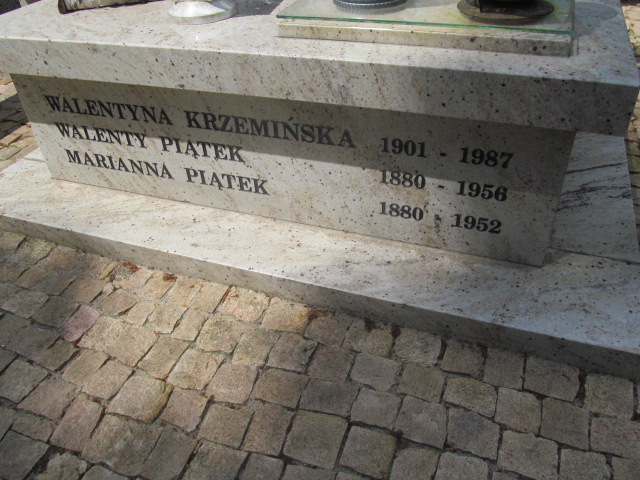 WALENTYNA KRZEMIŃSKA 1901 - 1987
WALENTY PIĄTEK 1880 - 1956
MARIANNA PIĄTEK 1880 - 1952